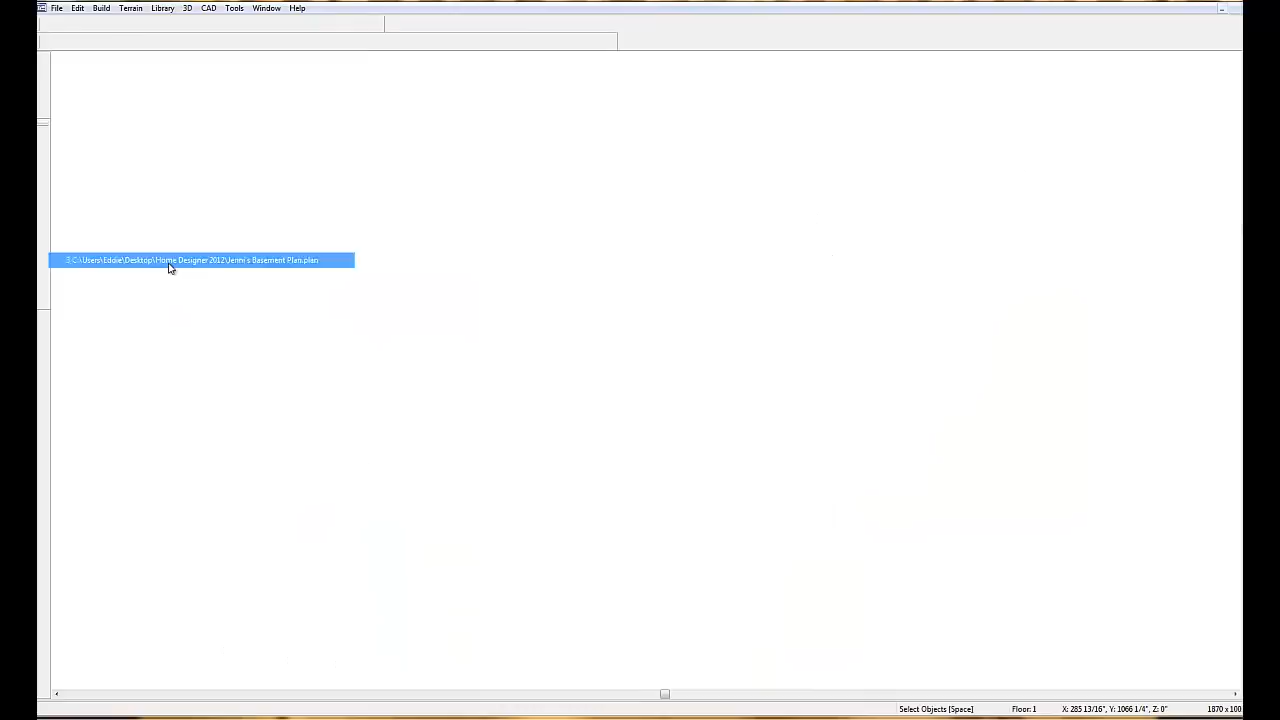 File Edit Build Terrain Library 3D CAD Tools Window Help
3 C:\Users\Eddie\Desktop\Home Designer 2012\Jenni's Basement Plan.plan
Select Objects [Space] Floor: 1 X: 285 13/16", Y: 1066 1/4", Z: 0" 1870 x 100